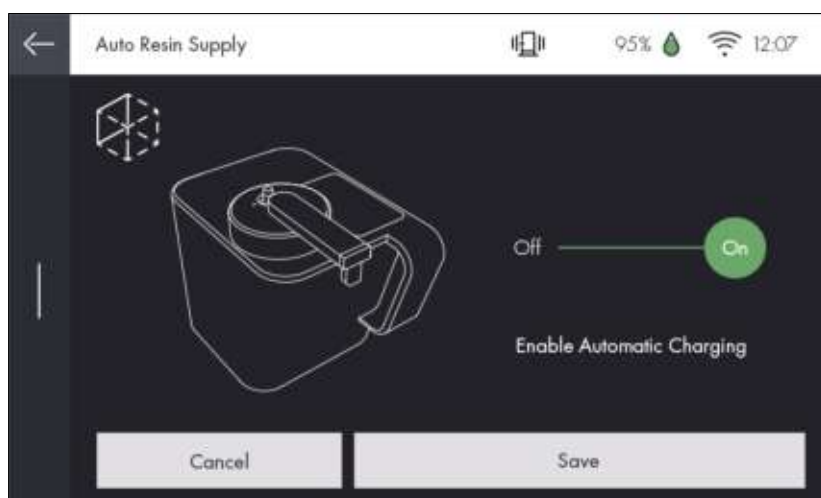 Auto Resin Supply
95%
12:07
Off
On
Enable Automatic Charging
Cancel
Save